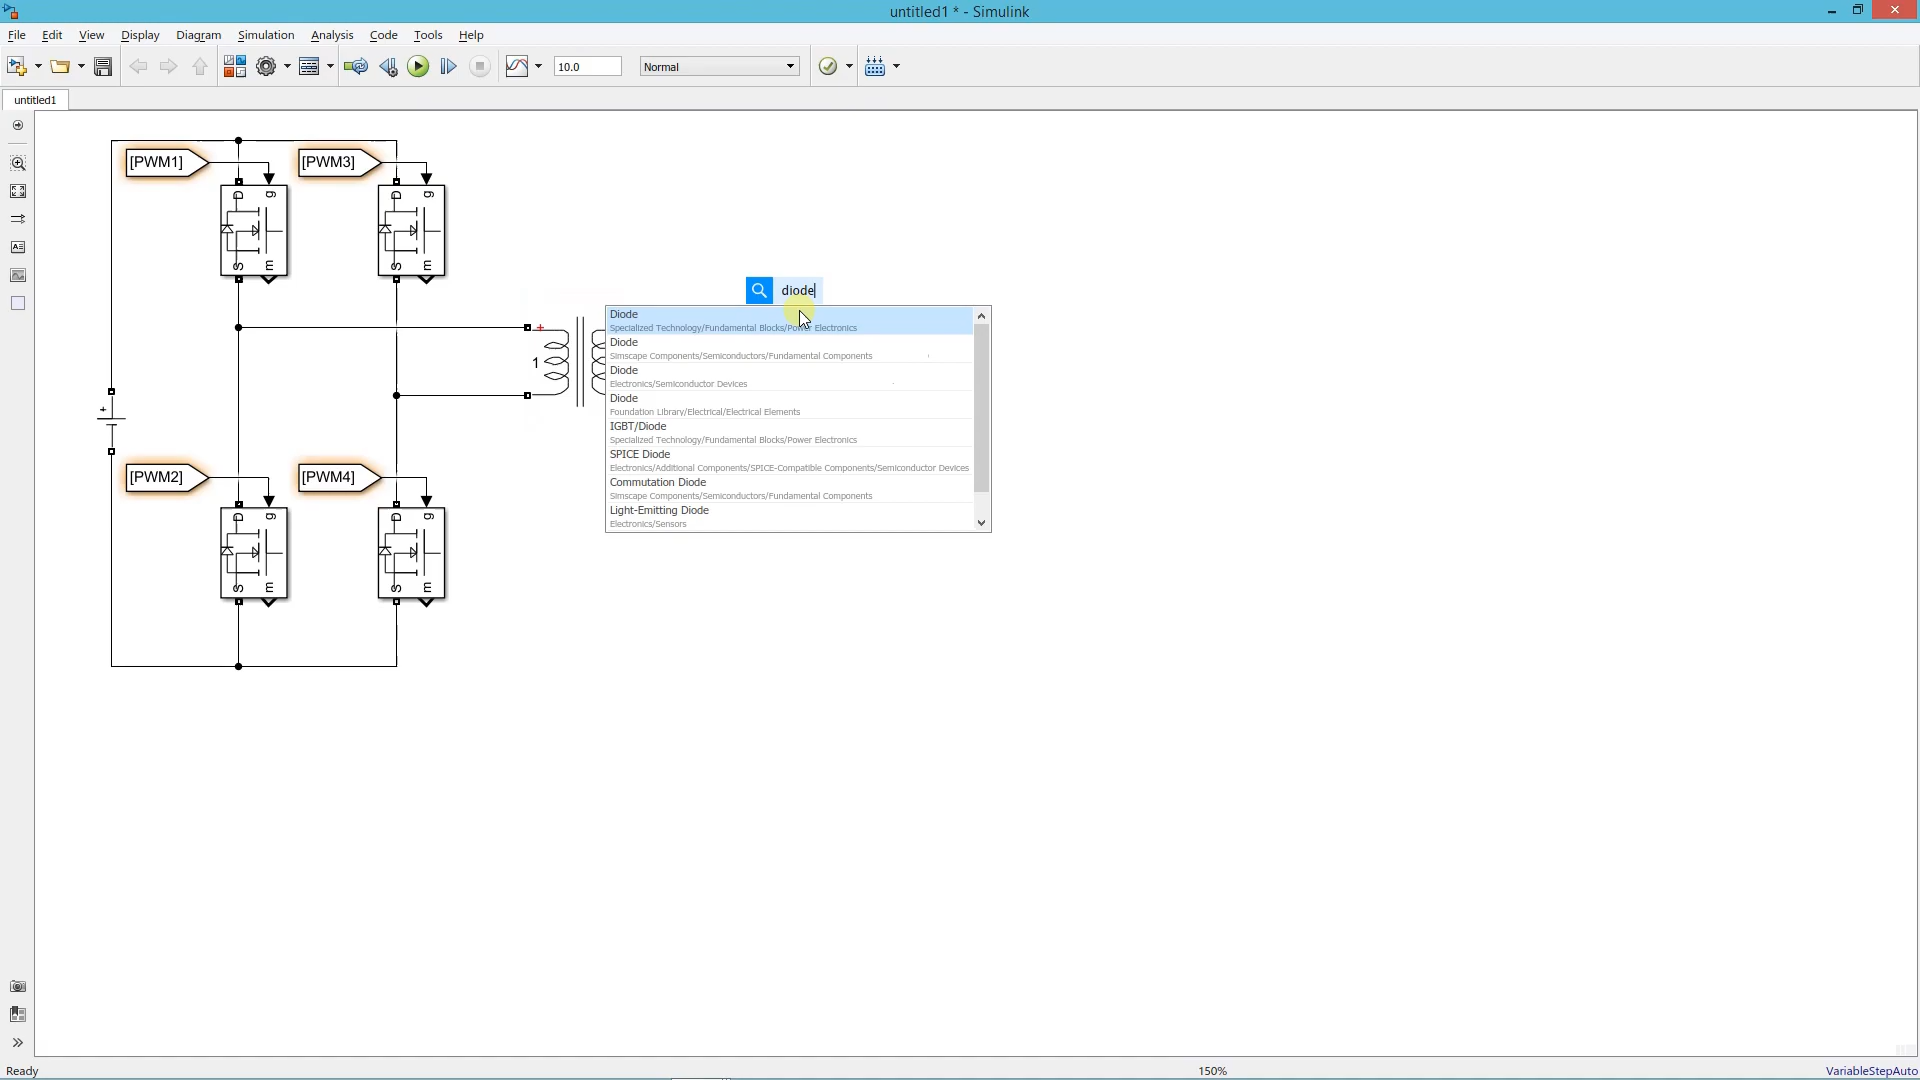 untitled1 * - Simulink
File Edit View Display Diagram Simulation Analysis Code Tools Help
10.0 Normal
untitled1
[PWM1] [PWM3]
D g D g
S m S m
diode
Diode
Specialized Technology/Fundamental Blocks/Power Electronics
Diode
Simscape Components/Semiconductors/Fundamental Components
Diode
Electronics/Semiconductor Devices
Diode
Foundation Library/Electrical/Electrical Elements
IGBT/Diode
Specialized Technology/Fundamental Blocks/Power Electronics
SPICE Diode
Electronics/Additional Components/SPICE-Compatible Components/Semiconductor Devices
Commutation Diode
Simscape Components/Semiconductors/Fundamental Components
Light-Emitting Diode
Electronics/Sensors
+
1
+
[PWM2] [PWM4]
D g D g
S m S m
Ready 150% VariableStepAuto